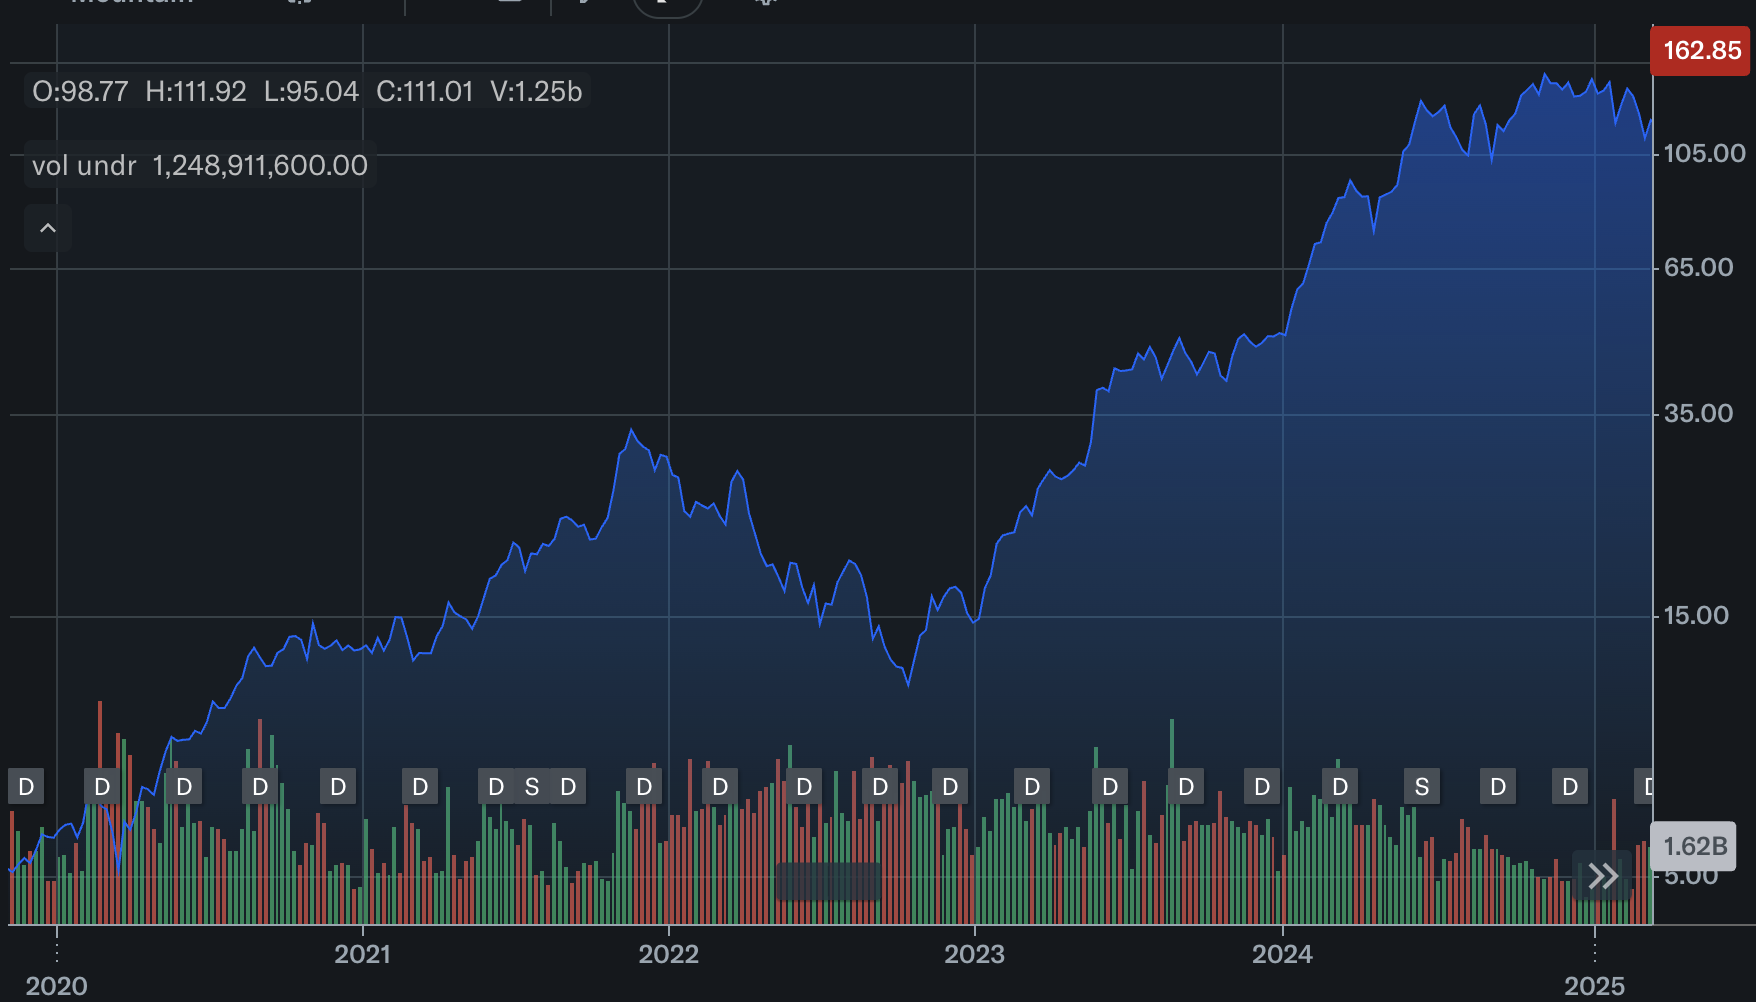 Mountain
162.85
O:98.77 H:111.92 L:95.04 C:111.01 V:1.25b
105.00
vol undr 1,248,911,600.00
65.00
35.00
15.00
D D D D D D D S D D D D D D D D D D D S D D D
1.62B
5.00
2021 2022 2023 2024
2020 2025